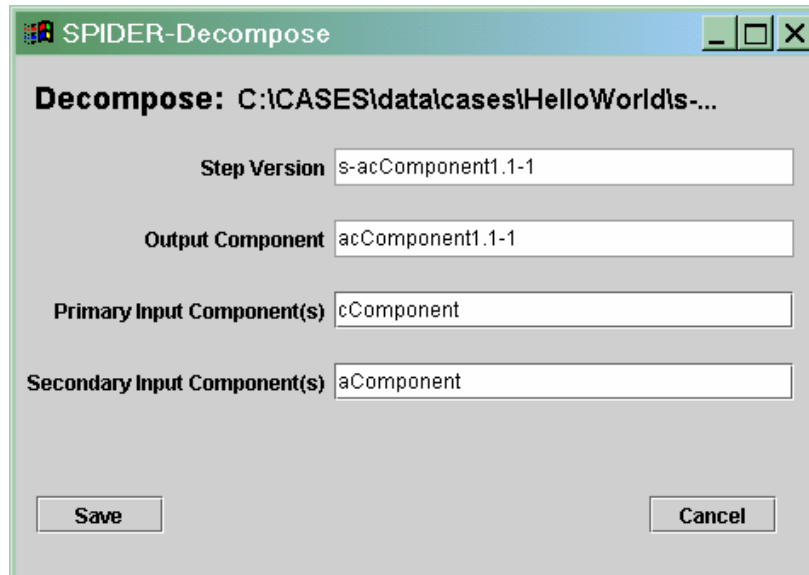 SPIDER-Decompose
Decompose: C:\CASES\data\cases\HelloWorld\s-...
Step Version s-acComponent1.1-1
Output Component acComponent1.1-1
Primary Input Component(s) cComponent
Secondary Input Component(s) aComponent
Save Cancel